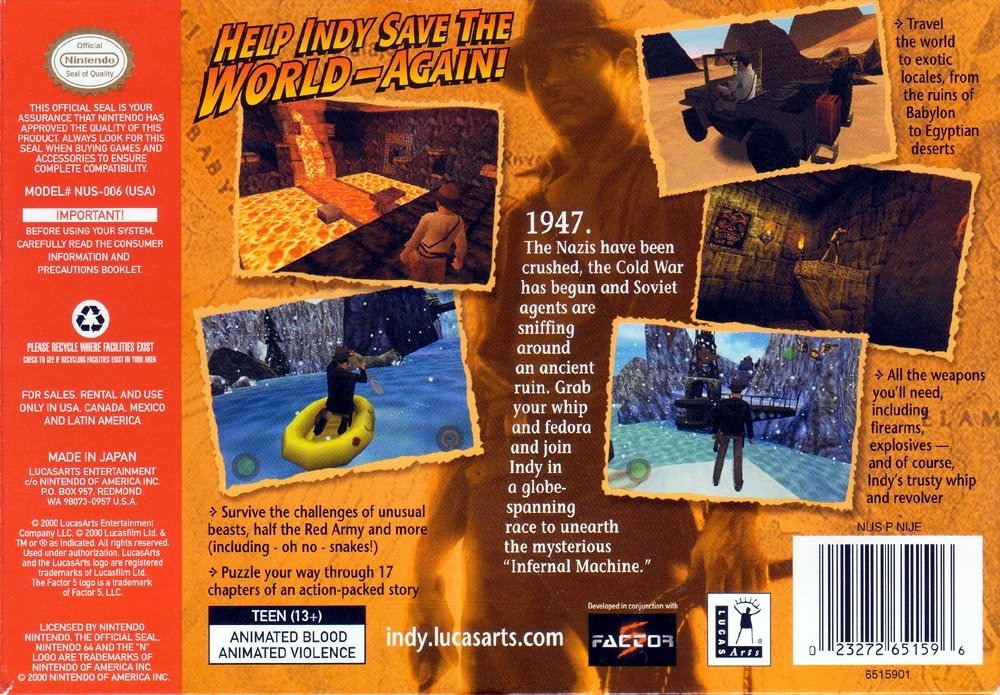 Official
Nintendo
Seal of Quality
THIS OFFICIAL SEAL IS YOUR
ASSURANCE THAT NINTENDO HAS
APPROVED THE QUALITY OF THIS
PRODUCT. ALWAYS LOOK FOR THIS
SEAL WHEN BUYING GAMES AND
ACCESSORIES TO ENSURE
COMPLETE COMPATIBILITY.
MODEL# NUS-006 (USA)
IMPORTANT!
BEFORE USING YOUR SYSTEM,
CAREFULLY READ THE CONSUMER
INFORMATION AND
PRECAUTIONS BOOKLET.
PLEASE RECYCLE WHERE FACILITIES EXIST
CHECK TO SEE IF RECYCLING FACILITIES EXIST IN YOUR AREA
FOR SALES, RENTAL AND USE
ONLY IN USA, CANADA, MEXICO
AND LATIN AMERICA
MADE IN JAPAN
LUCASARTS ENTERTAINMENT
c/o NINTENDO OF AMERICA INC.
P.O. BOX 957, REDMOND,
WA 98073-0957 U.S.A.
© 2000 LucasArts Entertainment
Company LLC. © 2000 Lucasfilm Ltd. &
TM or ® as indicated. All rights reserved.
Used under authorization. LucasArts
and the LucasArts logo are registered
trademarks of Lucasfilm Ltd.
The Factor 5 logo is a trademark
of Factor 5, LLC.
LICENSED BY NINTENDO
NINTENDO, THE OFFICIAL SEAL,
NINTENDO 64 AND THE "N"
LOGO ARE TRADEMARKS OF
NINTENDO OF AMERICA INC.
© 2000 NINTENDO OF AMERICA INC.
HELP INDY SAVE THE
WORLD–AGAIN!
Travel
the world
to exotic
locales, from
the ruins of
Babylon
to Egyptian
deserts
1947.
The Nazis have been
crushed, the Cold War
has begun and Soviet
agents are
sniffing
around
an ancient
ruin. Grab
your whip
and fedora
and join
Indy in
a globe-
spanning
race to unearth
the mysterious
“Infernal Machine.”
All the weapons
you’ll need,
including
firearms,
explosives —
and of course,
Indy’s trusty whip
and revolver
Survive the challenges of unusual
beasts, half the Red Army and more
(including - oh no - snakes!)
Puzzle your way through 17
chapters of an action-packed story
TEEN (13+)
ANIMATED BLOOD
ANIMATED VIOLENCE
indy.lucasarts.com
Developed in conjunction with
FACTOR 5
LUCAS
Arts
NUS P NIJE
0 23272 65159 6
6515901